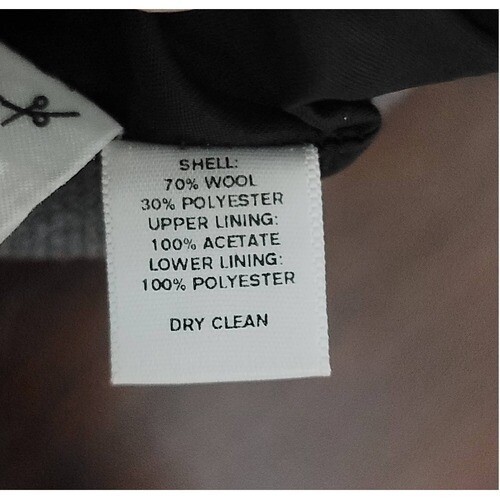 SHELL:
70% WOOL
30% POLYESTER
UPPER LINING:
100% ACETATE
LOWER LINING:
100% POLYESTER
DRY CLEAN